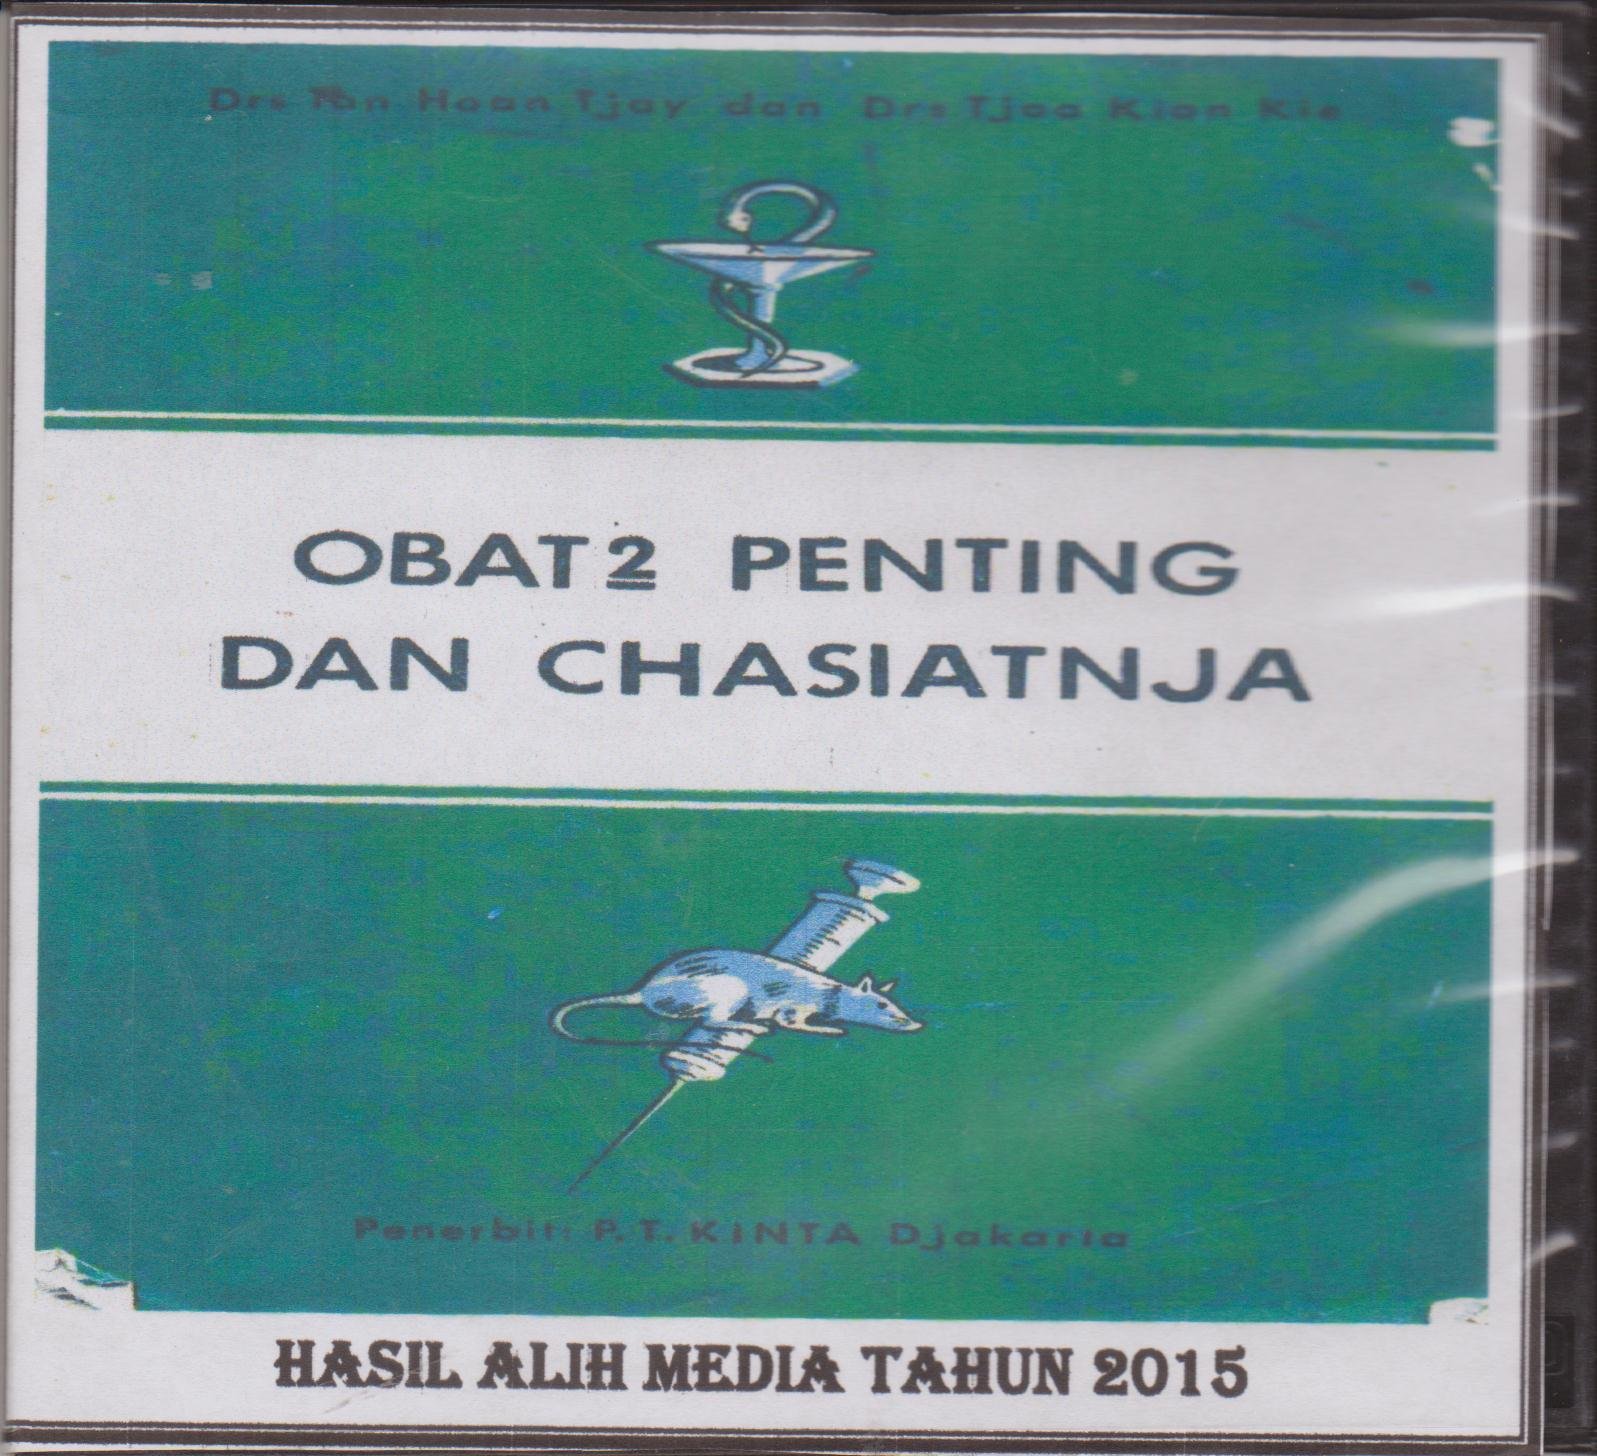 Drs Tan Hoan Tjay dan Drs Tjoa Kian Kie
OBAT2 PENTING
DAN CHASIATNJA
Penerbit: P.T. KINTA Djakarta
HASIL ALIH MEDIA TAHUN 2015